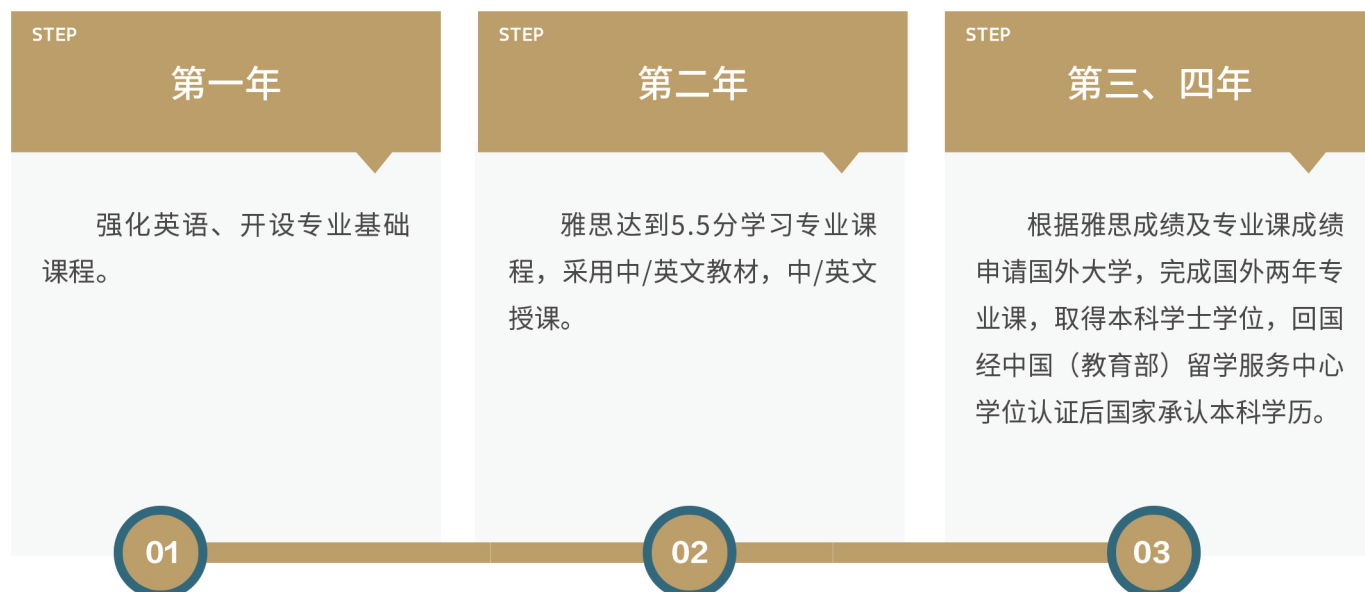 STEP
第一年
强化英语、开设专业基础
课程。
01
STEP
第二年
雅思达到5.5分学习专业课
程，采用中/英文教材，中/英文
授课。
02
STEP
第三、四年
根据雅思成绩及专业课成绩
申请国外大学，完成国外两年专
业课，取得本科学士学位，回国
经中国（教育部）留学服务中心
学位认证后国家承认本科学历。
03